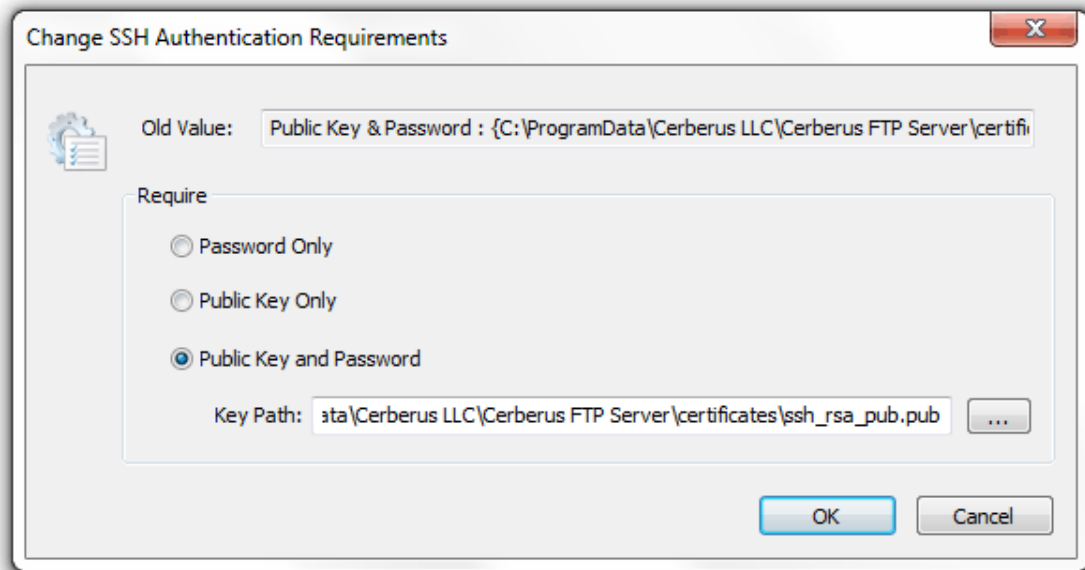 Change SSH Authentication Requirements
Old Value: Public Key & Password : {C:\ProgramData\Cerberus LLC\Cerberus FTP Server\certifi
Require
Password Only
Public Key Only
Public Key and Password
Key Path: ata\Cerberus LLC\Cerberus FTP Server\certificates\ssh_rsa_pub.pub ...
OK Cancel